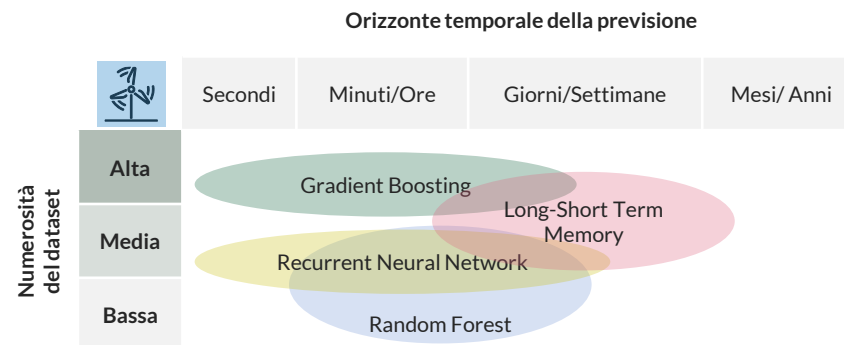 Orizzonte temporale della previsione
Secondi
Minuti/Ore
Giorni/Settimane
Mesi/ Anni
Numerosità
del dataset
Alta
Media
Bassa
Gradient Boosting
Long-Short Term
Memory
Recurrent Neural Network
Random Forest